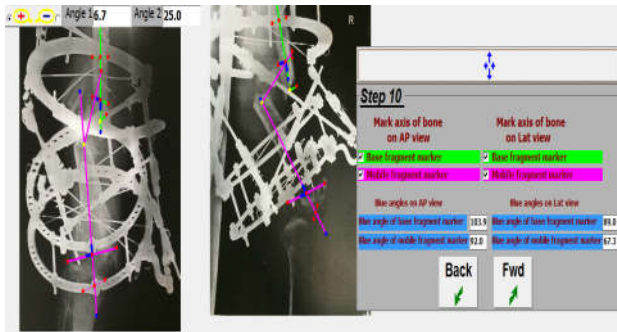 Angle 1 6.7 Angle 2 25.0
R
Step 10
Mark axis of bone on AP view
Mark axis of bone on Lat view
Base fragment marker
Base fragment marker
Mobile fragment marker
Mobile fragment marker
Blue angles on AP view
Blue angles on Lat view
Blue angle of base fragment marker 103.9
Blue angle of base fragment marker 89.0
Blue angle of mobile fragment marker 92.0
Blue angle of mobile fragment marker 67.3
Back
Fwd